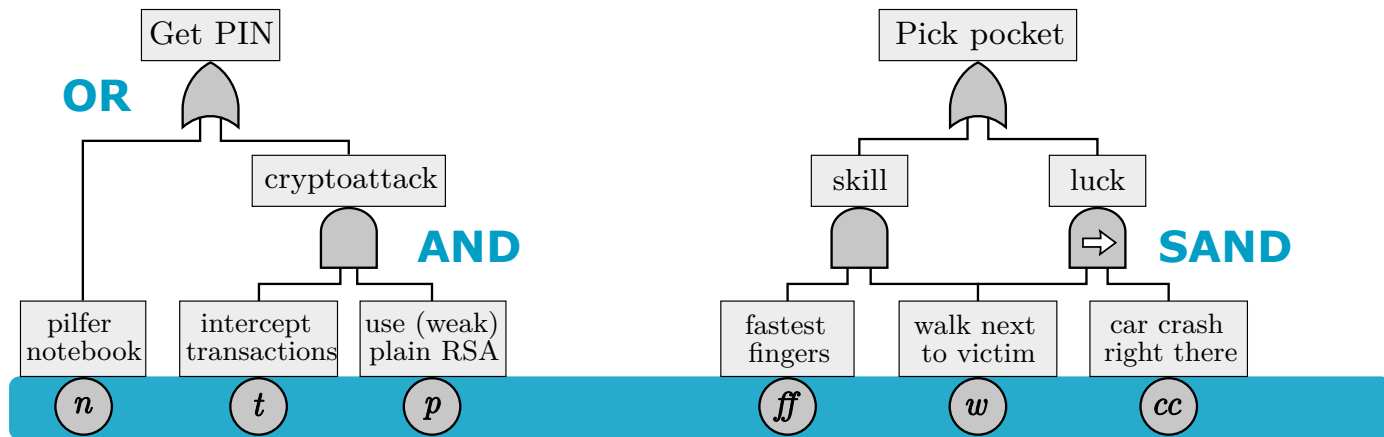 Get PIN
Pick pocket
OR
cryptoattack
skill
luck
AND
SAND
pilfer
notebook
intercept
transactions
use (weak)
plain RSA
fastest
fingers
walk next
to victim
car crash
right there
n
t
p
ff
w
cc